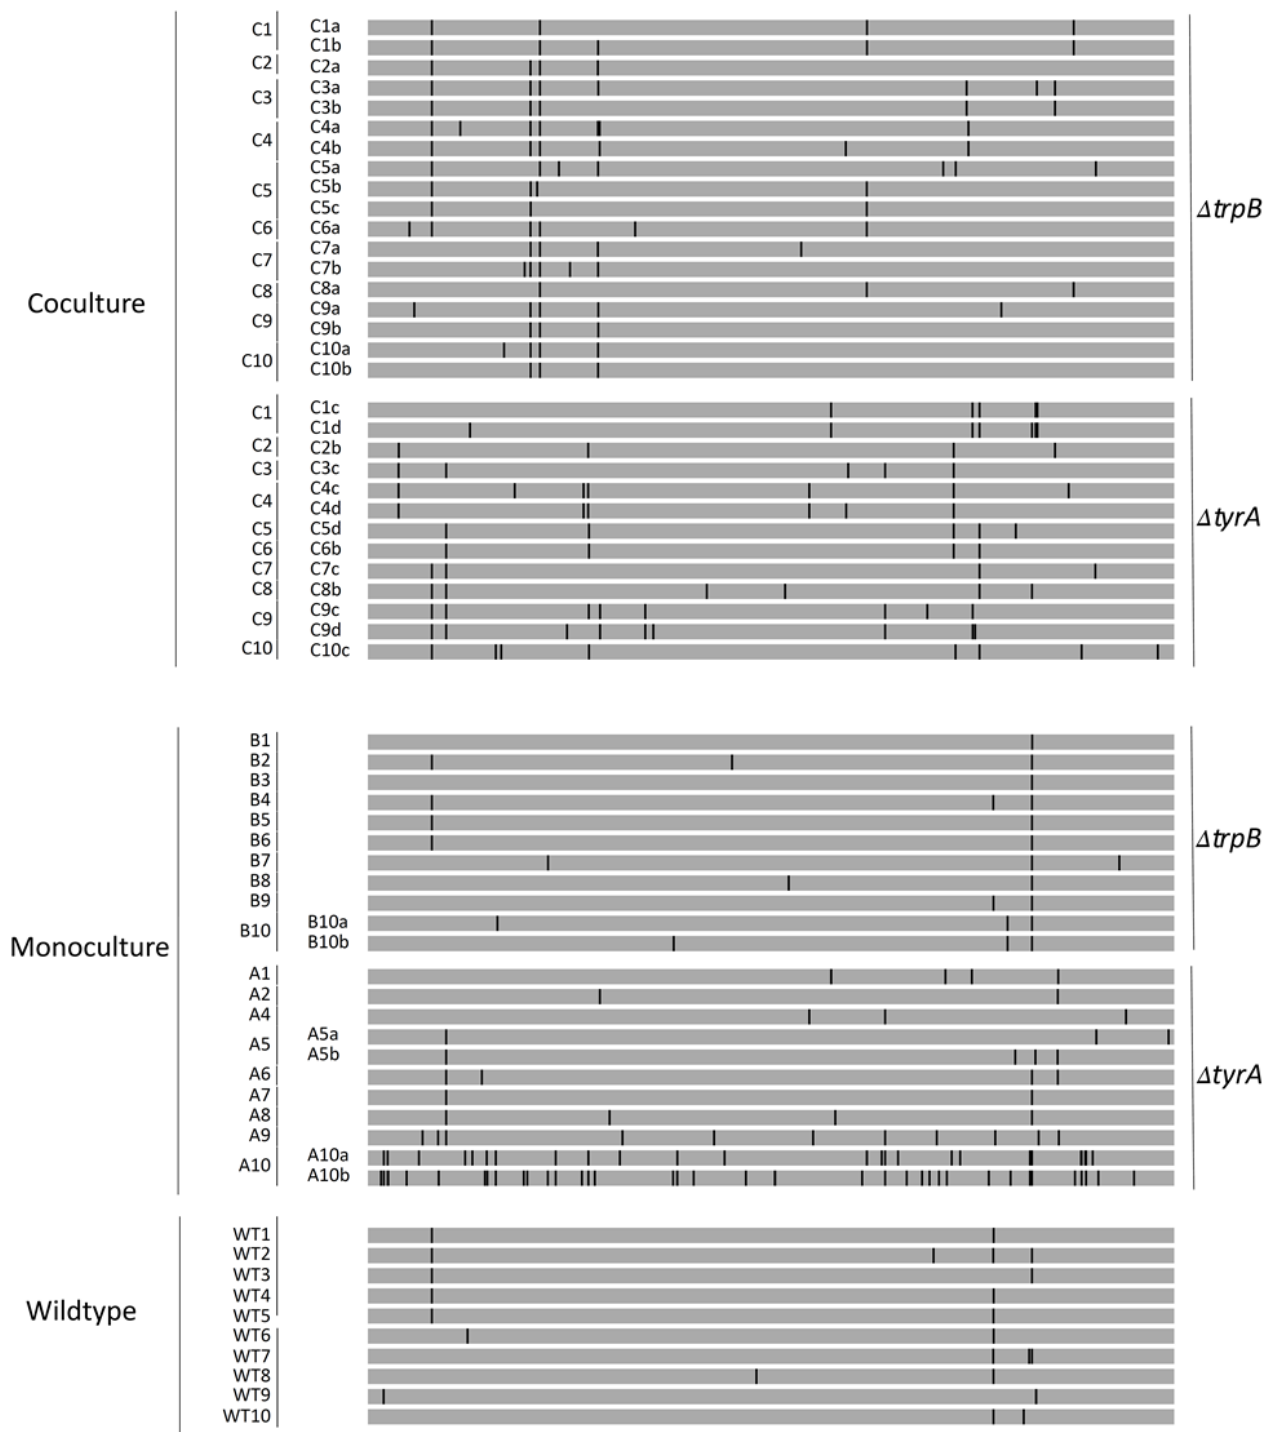 C1 C1a
C1b
C2 C2a
C3 C3a
C3b
C4 C4a
C4b
C5 C5a
C5b
C5c
ΔtrpB
C6 C6a
C7 C7a
C7b
Coculture
C8 C8a
C9 C9a
C9b
C10 C10a
C10b
C1 C1c
C1d
C2 C2b
C3 C3c
C4 C4c
C4d
ΔtyrA
C5 C5d
C6 C6b
C7 C7c
C8 C8b
C9 C9c
C9d
C10 C10c
B1
B2
B3
B4
B5
B6
ΔtrpB
B7
B8
B9
B10 B10a
B10b
Monoculture
A1
A2
A4
A5 A5a
A5b
A6
ΔtyrA
A7
A8
A9
A10 A10a
A10b
WT1
WT2
WT3
WT4
Wildtype
WT5
WT6
WT7
WT8
WT9
WT10